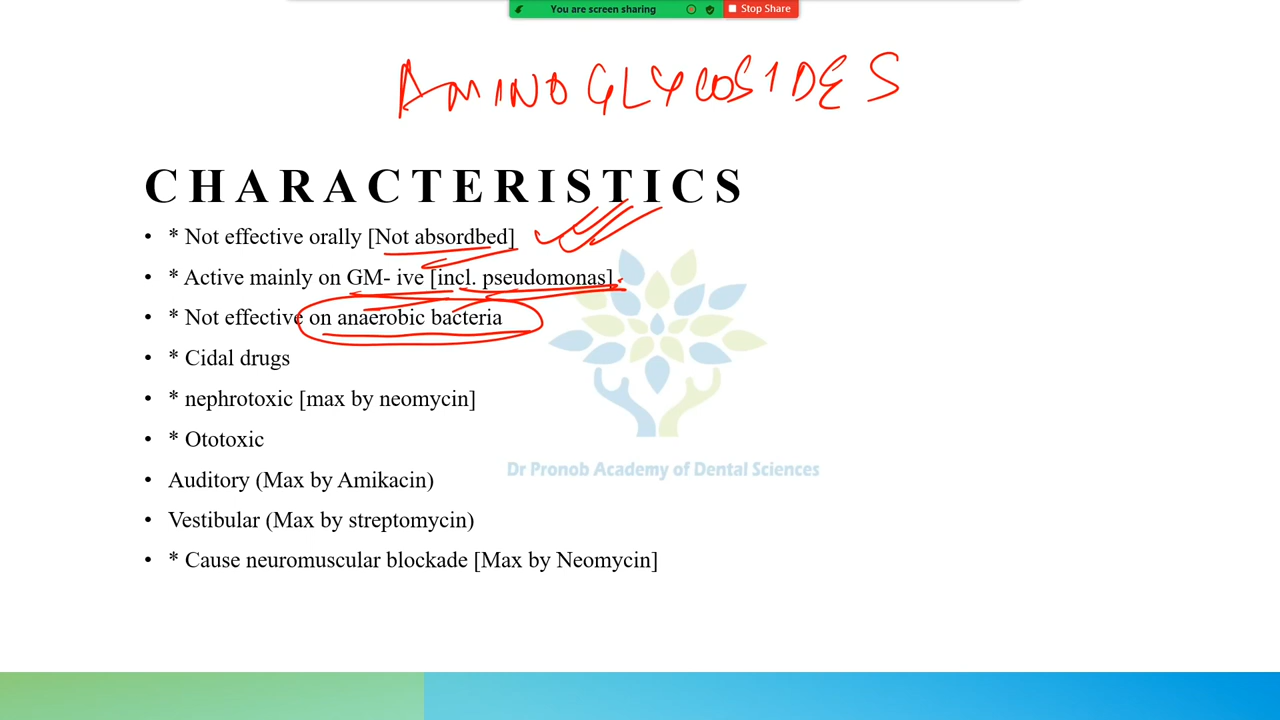 You are screen sharing Stop Share
AMINOGLYCOSIDES
CHARACTERISTICS
• * Not effective orally [Not absordbed]
• * Active mainly on GM- ive [incl. pseudomonas]
• * Not effective on anaerobic bacteria
• * Cidal drugs
• * nephrotoxic [max by neomycin]
• * Ototoxic
• Auditory (Max by Amikacin)
• Vestibular (Max by streptomycin)
• * Cause neuromuscular blockade [Max by Neomycin]
Dr Pronob Academy of Dental Sciences